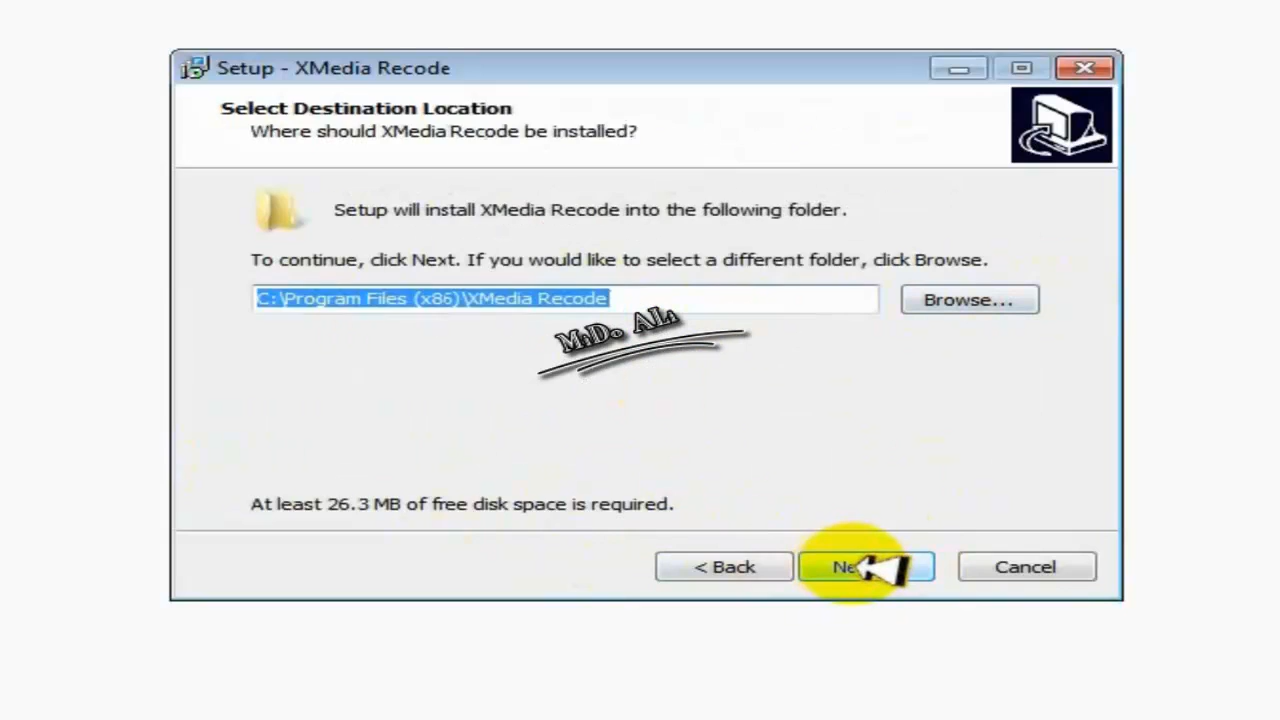 Setup - XMedia Recode
Select Destination Location
Where should XMedia Recode be installed?
Setup will install XMedia Recode into the following folder.
To continue, click Next. If you would like to select a different folder, click Browse.
C:\Program Files (x86)\XMedia Recode
Browse...
At least 26.3 MB of free disk space is required.
< Back
Cancel